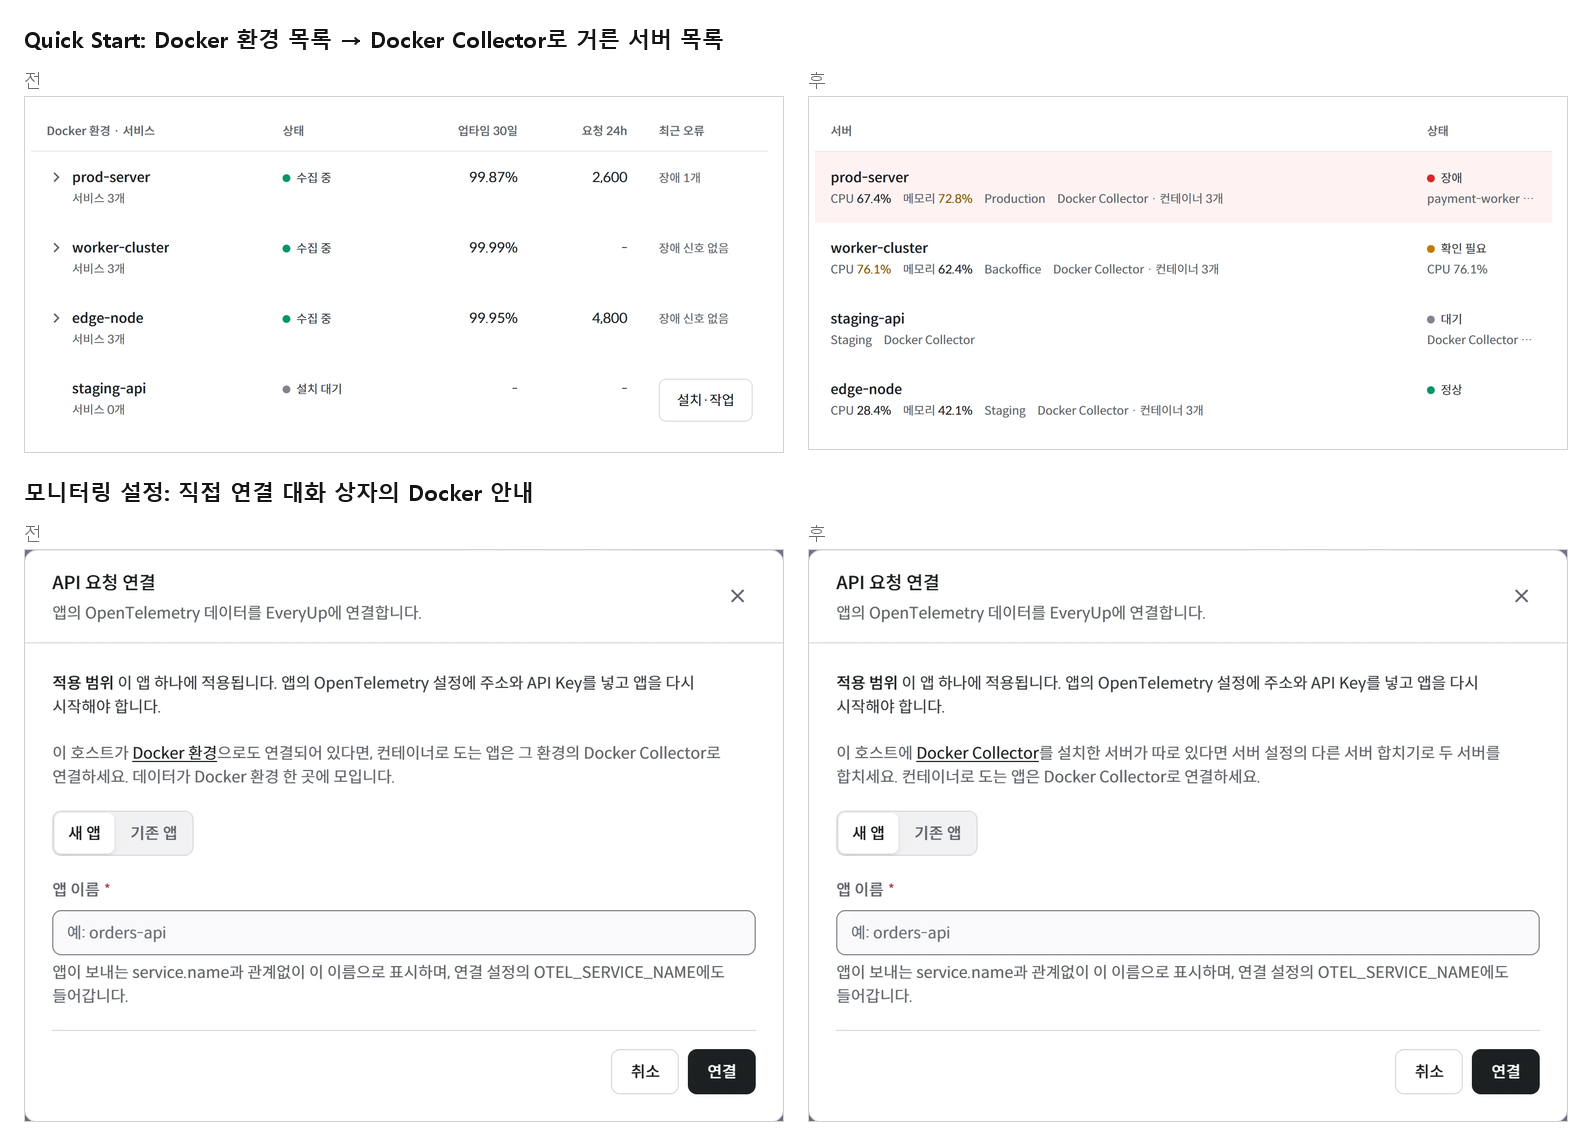 Quick Start: Docker 환경 목록 → Docker Collector로 거른 서버 목록
전
Docker 환경 · 서비스 상태 업타임 30일 요청 24h 최근 오류
prod-server 수집 중 99.87% 2,600 장애 1개
서비스 3개
worker-cluster 수집 중 99.99% - 장애 신호 없음
서비스 3개
edge-node 수집 중 99.95% 4,800 장애 신호 없음
서비스 3개
staging-api 설치 대기 - - 설치·작업
서비스 0개
후
서버 상태
prod-server 장애
CPU 67.4% 메모리 72.8% Production Docker Collector · 컨테이너 3개 payment-worker ···
worker-cluster 확인 필요
CPU 76.1% 메모리 62.4% Backoffice Docker Collector · 컨테이너 3개 CPU 76.1%
staging-api 대기
Staging Docker Collector Docker Collector ···
edge-node 정상
CPU 28.4% 메모리 42.1% Staging Docker Collector · 컨테이너 3개
모니터링 설정: 직접 연결 대화 상자의 Docker 안내
전
API 요청 연결
앱의 OpenTelemetry 데이터를 EveryUp에 연결합니다.
적용 범위 이 앱 하나에 적용됩니다. 앱의 OpenTelemetry 설정에 주소와 API Key를 넣고 앱을 다시
시작해야 합니다.
이 호스트가 Docker 환경으로도 연결되어 있다면, 컨테이너로 도는 앱은 그 환경의 Docker Collector로
연결하세요. 데이터가 Docker 환경 한 곳에 모입니다.
새 앱 기존 앱
앱 이름 *
예: orders-api
앱이 보내는 service.name과 관계없이 이 이름으로 표시하며, 연결 설정의 OTEL_SERVICE_NAME에도
들어갑니다.
취소 연결
후
API 요청 연결
앱의 OpenTelemetry 데이터를 EveryUp에 연결합니다.
적용 범위 이 앱 하나에 적용됩니다. 앱의 OpenTelemetry 설정에 주소와 API Key를 넣고 앱을 다시
시작해야 합니다.
이 호스트에 Docker Collector를 설치한 서버가 따로 있다면 서버 설정의 다른 서버 합치기로 두 서버를
합치세요. 컨테이너로 도는 앱은 Docker Collector로 연결하세요.
새 앱 기존 앱
앱 이름 *
예: orders-api
앱이 보내는 service.name과 관계없이 이 이름으로 표시하며, 연결 설정의 OTEL_SERVICE_NAME에도
들어갑니다.
취소 연결